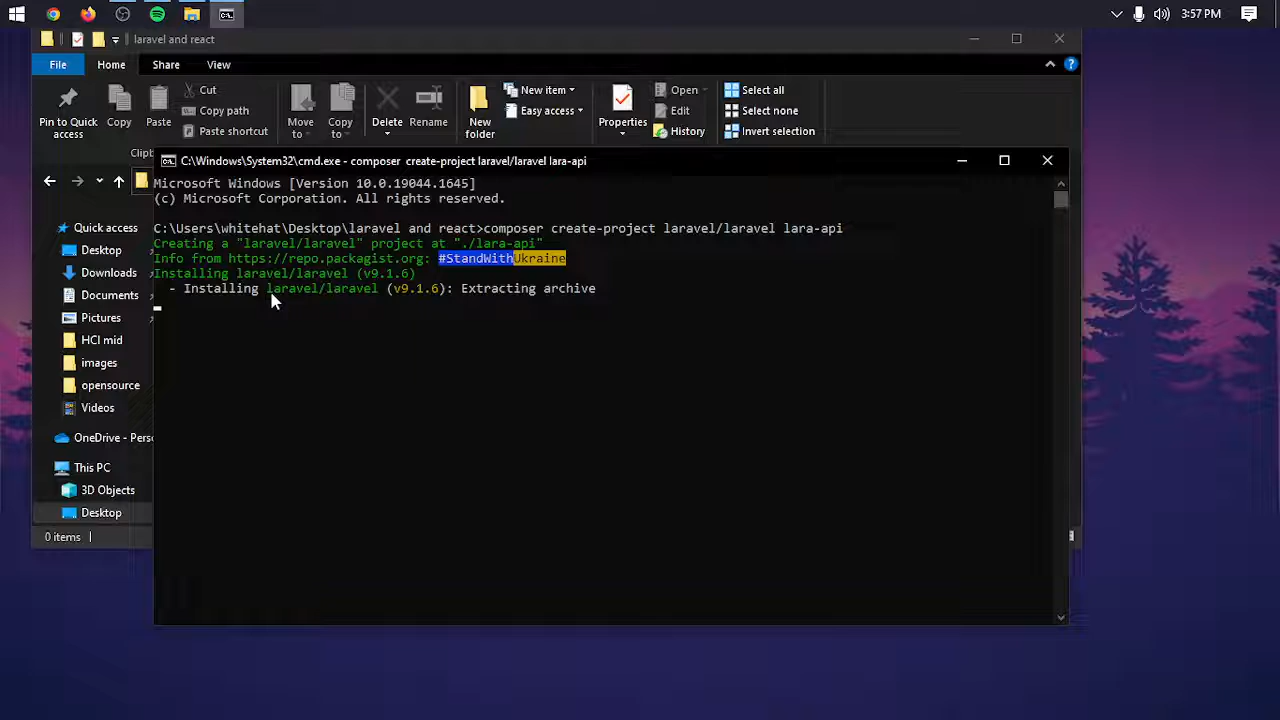 3:57 PM
laravel and react
File
Home
Share
View
Pin to Quick access
Copy
Paste
Cut
Copy path
Paste shortcut
Move to
Copy to
Delete
Rename
New folder
New item
Easy access
Properties
Open
Edit
History
Select all
Select none
Invert selection
Clipb
C:\Windows\System32\cmd.exe - composer create-project laravel/laravel lara-api
Microsoft Windows [Version 10.0.19044.1645]
(c) Microsoft Corporation. All rights reserved.
C:\Users\whitehat\Desktop\laravel and react>composer create-project laravel/laravel lara-api
Creating a "laravel/laravel" project at "./lara-api"
Info from https://repo.packagist.org: #StandWithUkraine
Installing laravel/laravel (v9.1.6)
- Installing laravel/laravel (v9.1.6): Extracting archive
Quick access
Desktop
Downloads
Documents
Pictures
HCI mid
images
opensource
Videos
OneDrive - Perso
This PC
3D Objects
Desktop
0 items